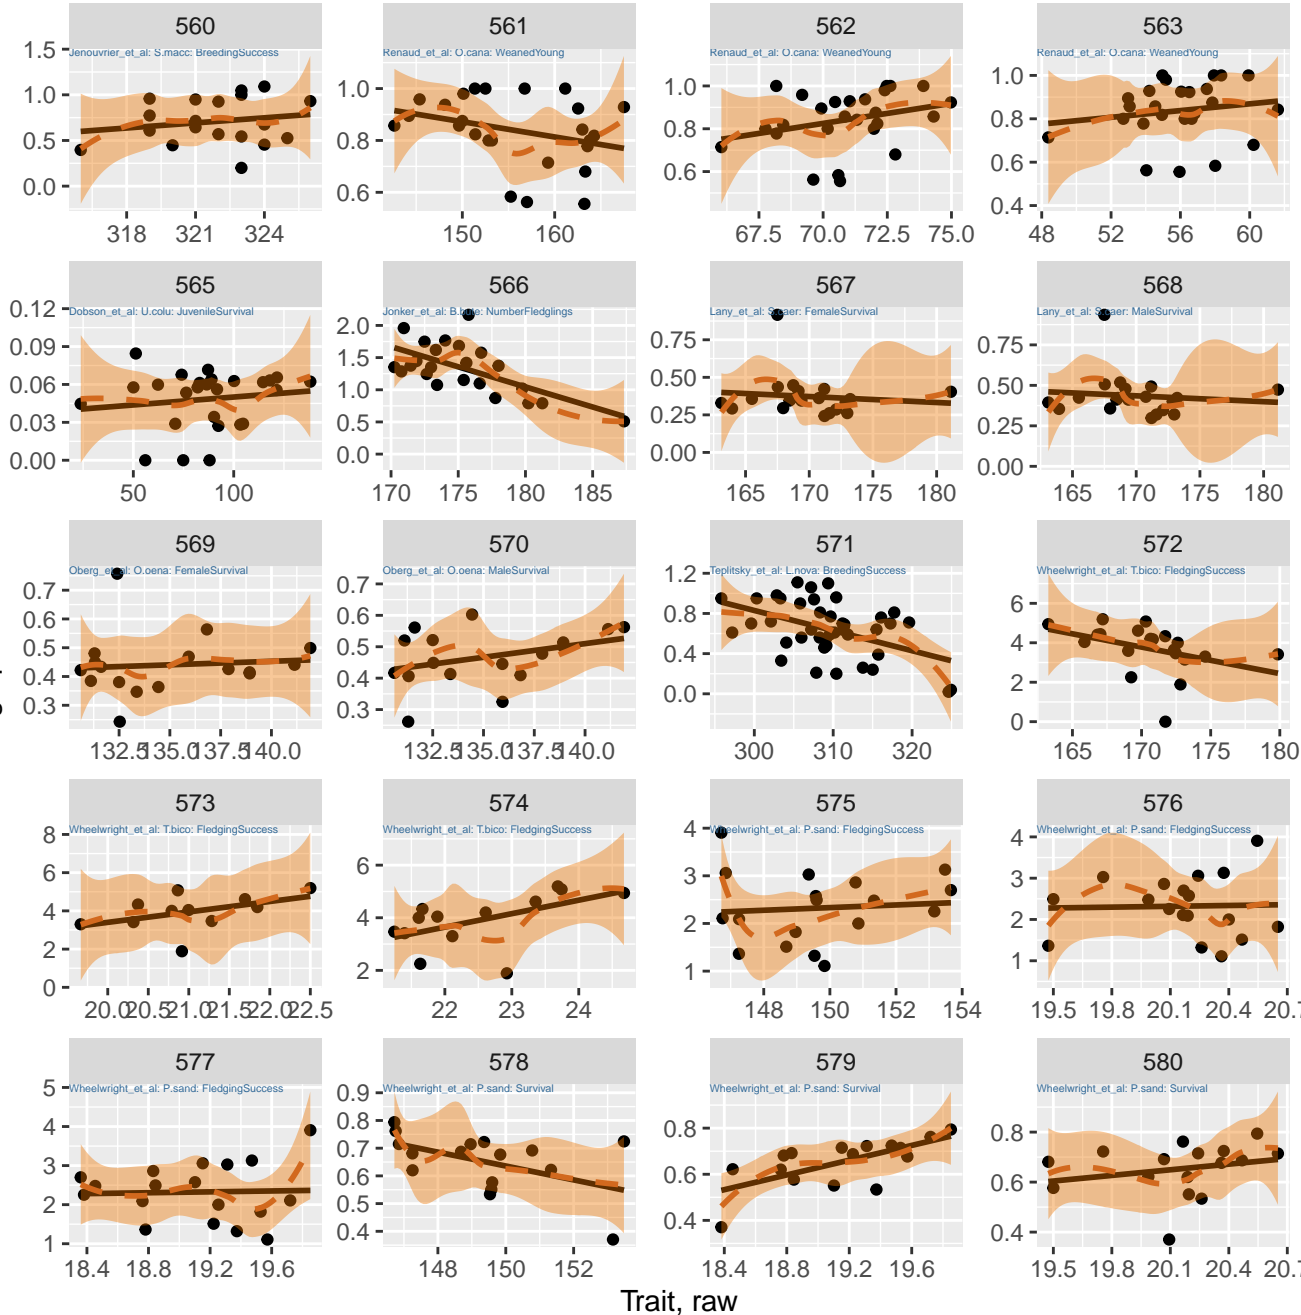 560 561 562 563
Jenouvrier_et_al: S.macc: BreedingSuccess Renaud_et_al: O.cana: WeanedYoung Renaud_et_al: O.cana: WeanedYoung Renaud_et_al: O.cana: WeanedYoung
1.5 1.0 0.5 0.0
1.0 0.8 0.6
1.0 0.8 0.6
1.0 0.8 0.6 0.4
318 321 324 150 160 67.5 70.0 72.5 75.0 48 52 56 60
565 566 567 568
Dobson_et_al: U.colu: JuvenileSurvival Jonker_et_al: NumberFledglings Lany_et_al: FemaleSurvival Lany_et_al: MaleSurvival
0.12 0.09 0.06 0.03 0.00
2.0 1.5 1.0 0.5 0.0
0.75 0.50 0.25 0.00
0.75 0.50 0.25 0.00
50 100 170 175 180 185 165 170 175 180 165 170 175 180
569 570 571 572
Oberg_et_al: O.oena: FemaleSurvival Oberg_et_al: O.oena: MaleSurvival Teplitsky_et_al: L.nova: BreedingSuccess Wheelwright_et_al: T.bico: FledgingSuccess
0.7 0.6 0.5 0.4 0.3
0.7 0.6 0.5 0.4 0.3
1.2 0.8 0.4 0.0
6 4 2 0
132.5 135.0 137.5 140.0 132.5 135.0 137.5 140.0 300 310 320 165 170 175 180
573 574 575 576
Wheelwright_et_al: T.bico: FledgingSuccess Wheelwright_et_al: T.bico: FledgingSuccess Wheelwright_et_al: P.sand: FledgingSuccess Wheelwright_et_al: P.sand: FledgingSuccess
8 6 4 2 0
6 4 2
4 3 2 1
4 3 2 1
20.0 20.5 21.0 21.5 22.0 22.5 22 23 24 148 150 152 154 19.5 19.8 20.1 20.4
577 578 579 580
Wheelwright_et_al: P.sand: FledgingSuccess Wheelwright_et_al: P.sand: Survival Wheelwright_et_al: P.sand: Survival Wheelwright_et_al: P.sand: Survival
5 4 3 2 1
0.9 0.8 0.7 0.6 0.5 0.4
0.8 0.6 0.4
0.8 0.6 0.4
18.4 18.8 19.2 19.6 148 150 152 18.4 18.8 19.2 19.6 19.5 19.8 20.1 20.4
Trait, raw